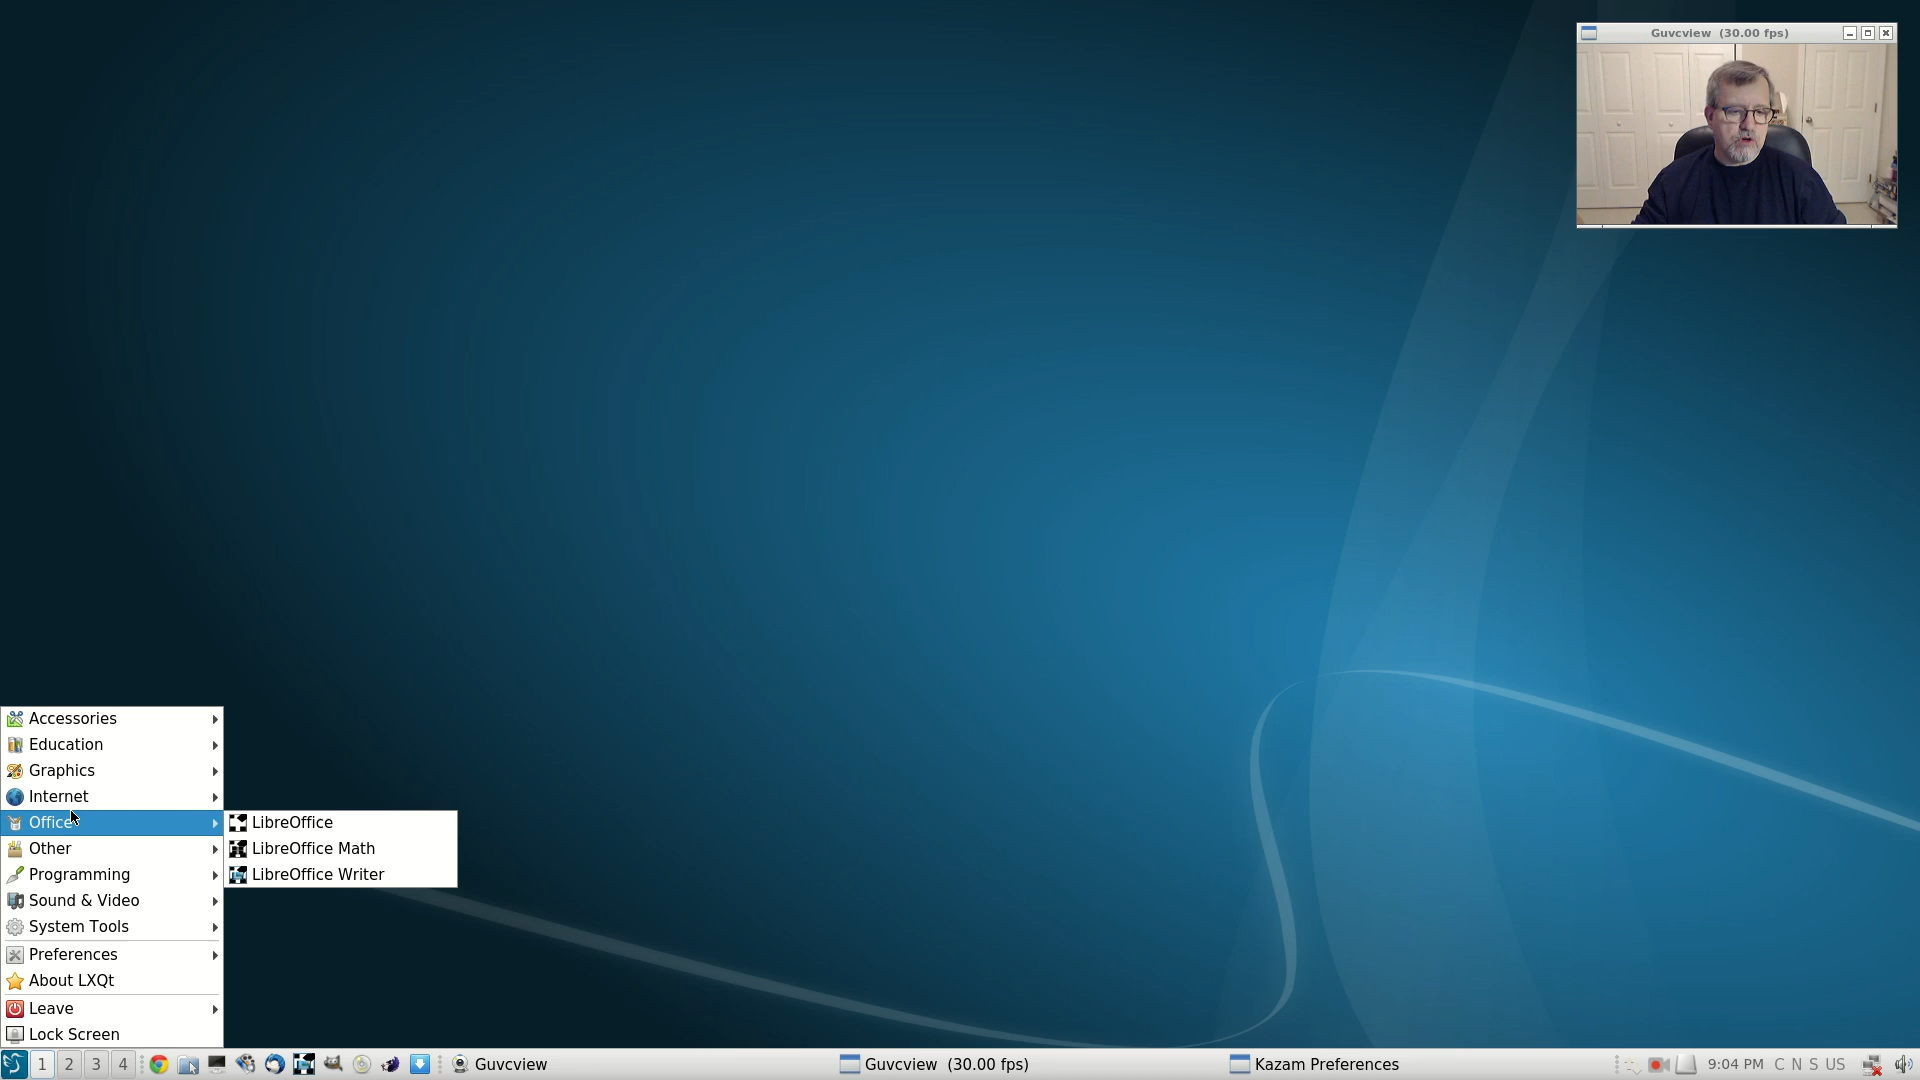 Guvcview (30.00 fps)
Accessories
Education
Graphics
Internet
Office
Other
Programming
Sound & Video
System Tools
Preferences
About LXQt
Leave
Lock Screen
LibreOffice
LibreOffice Math
LibreOffice Writer
1 2 3 4 Guvcview Guvcview (30.00 fps) Kazam Preferences 9:04 PM C N S US